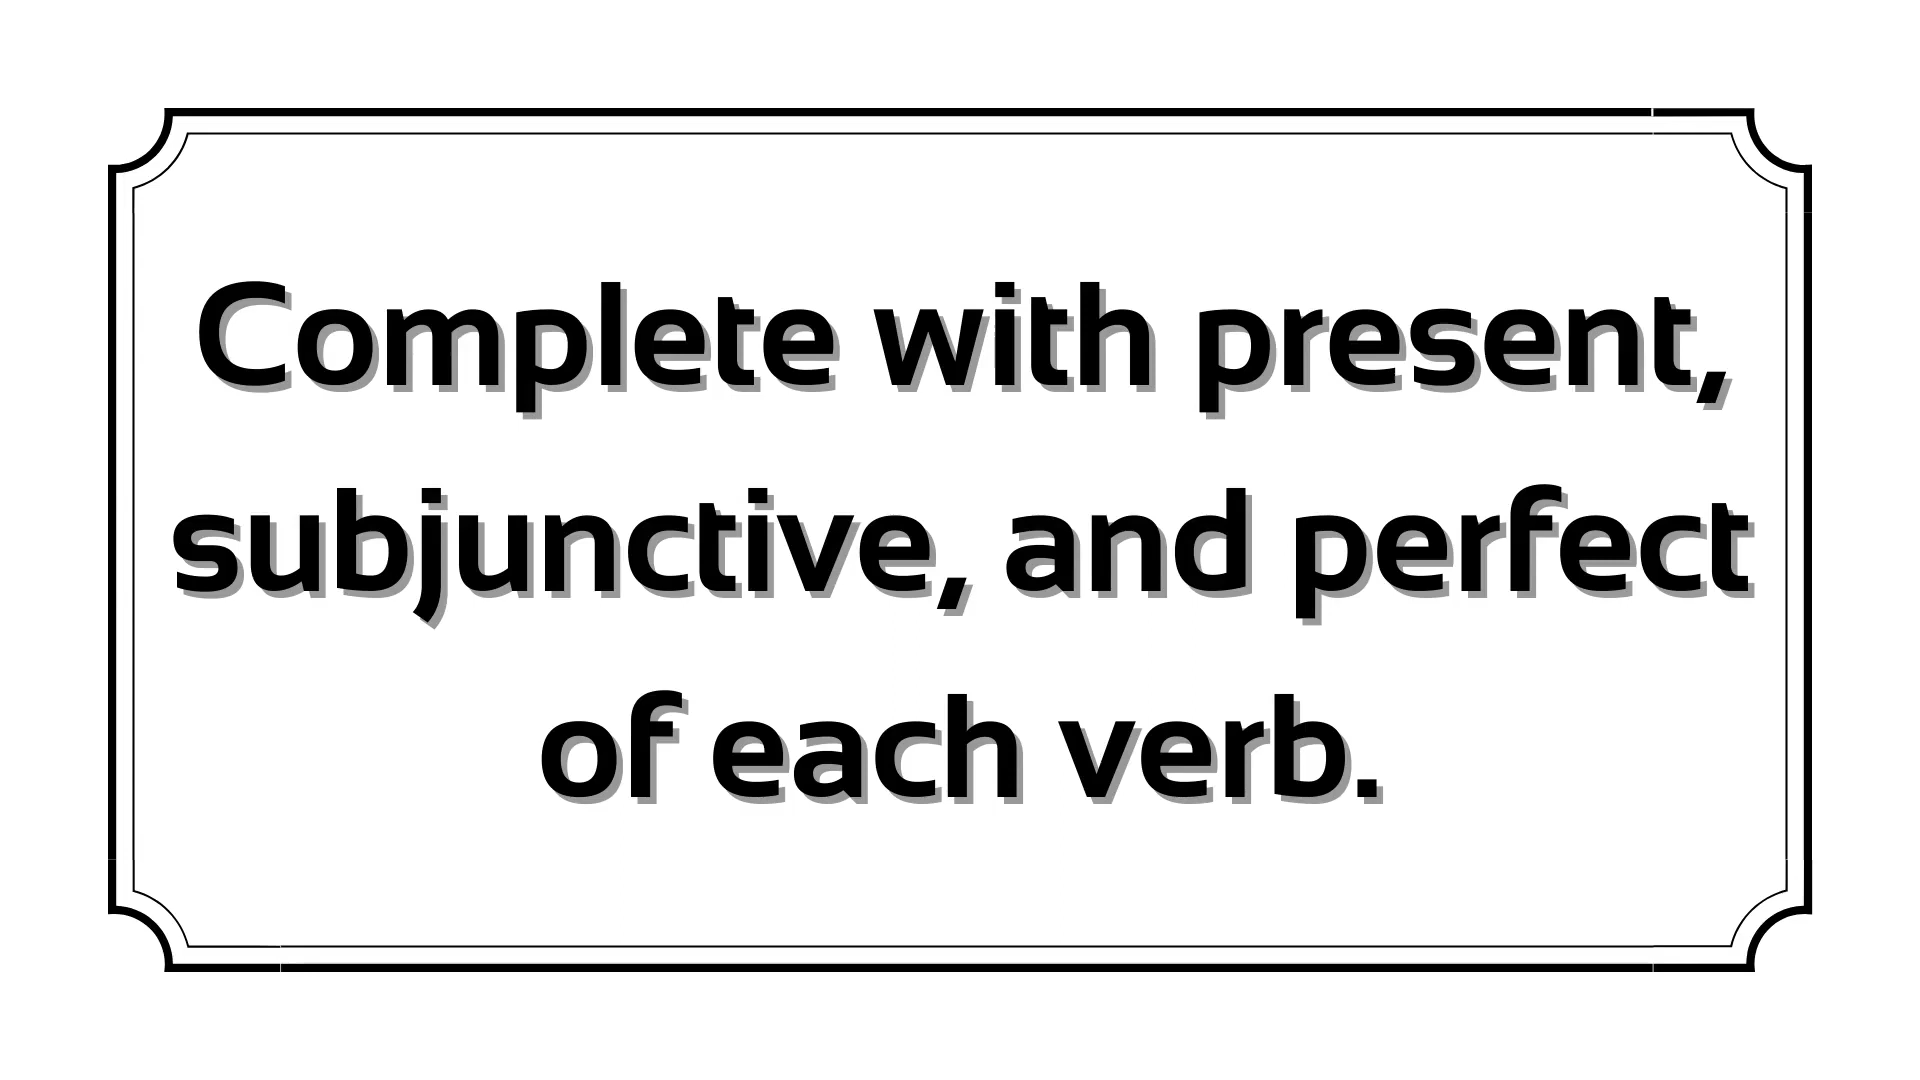 Complete with present,
subjunctive, and perfect
of each verb.